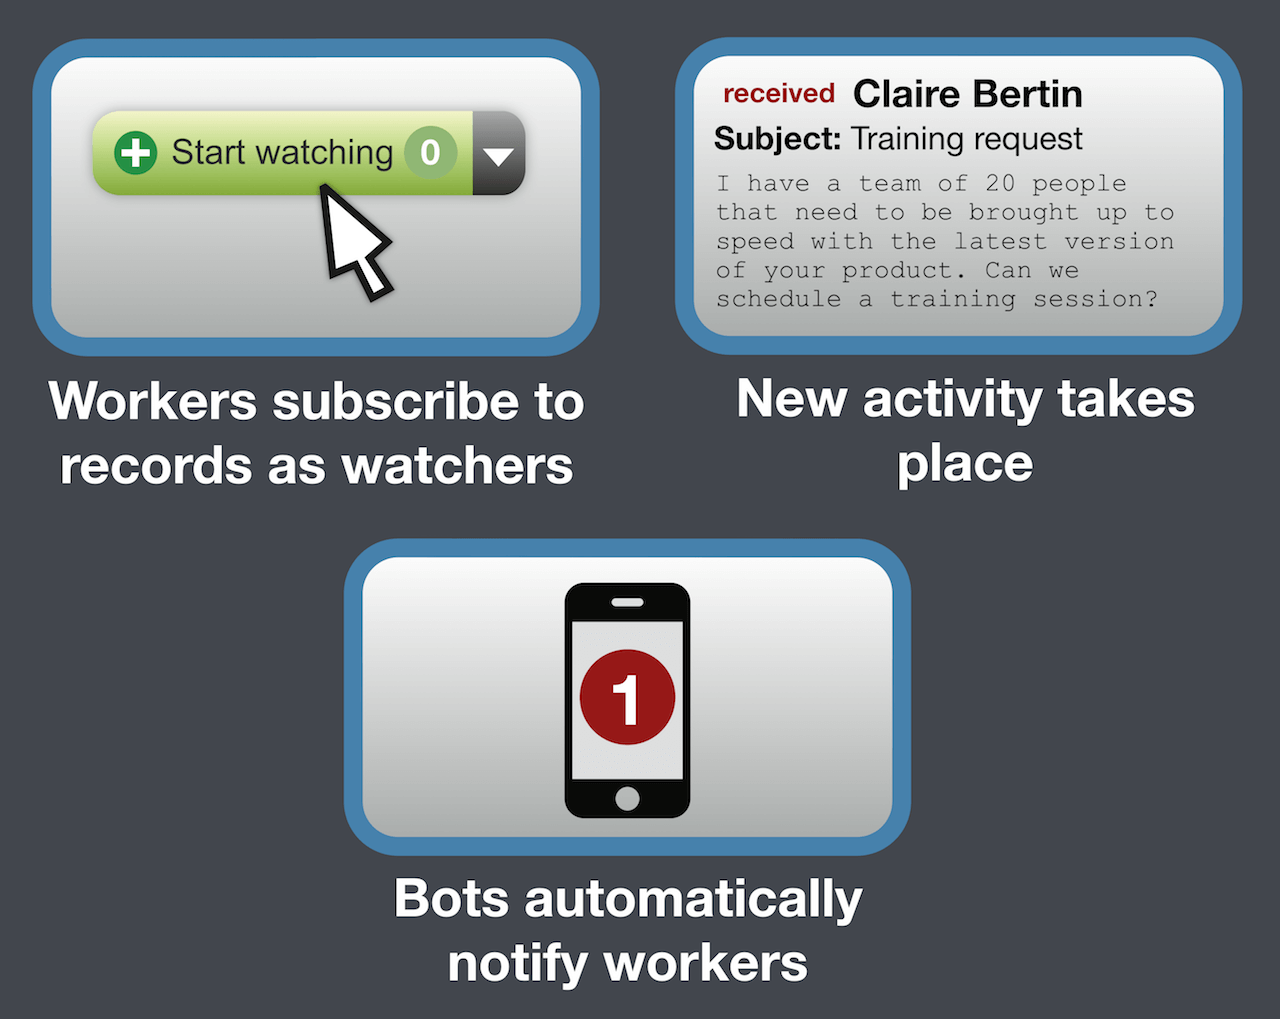 Start watching 0
Workers subscribe to
records as watchers
received Claire Bertin
Subject: Training request
I have a team of 20 people
that need to be brought up to
speed with the latest version
of your product. Can we
schedule a training session?
New activity takes
place
1
Bots automatically
notify workers